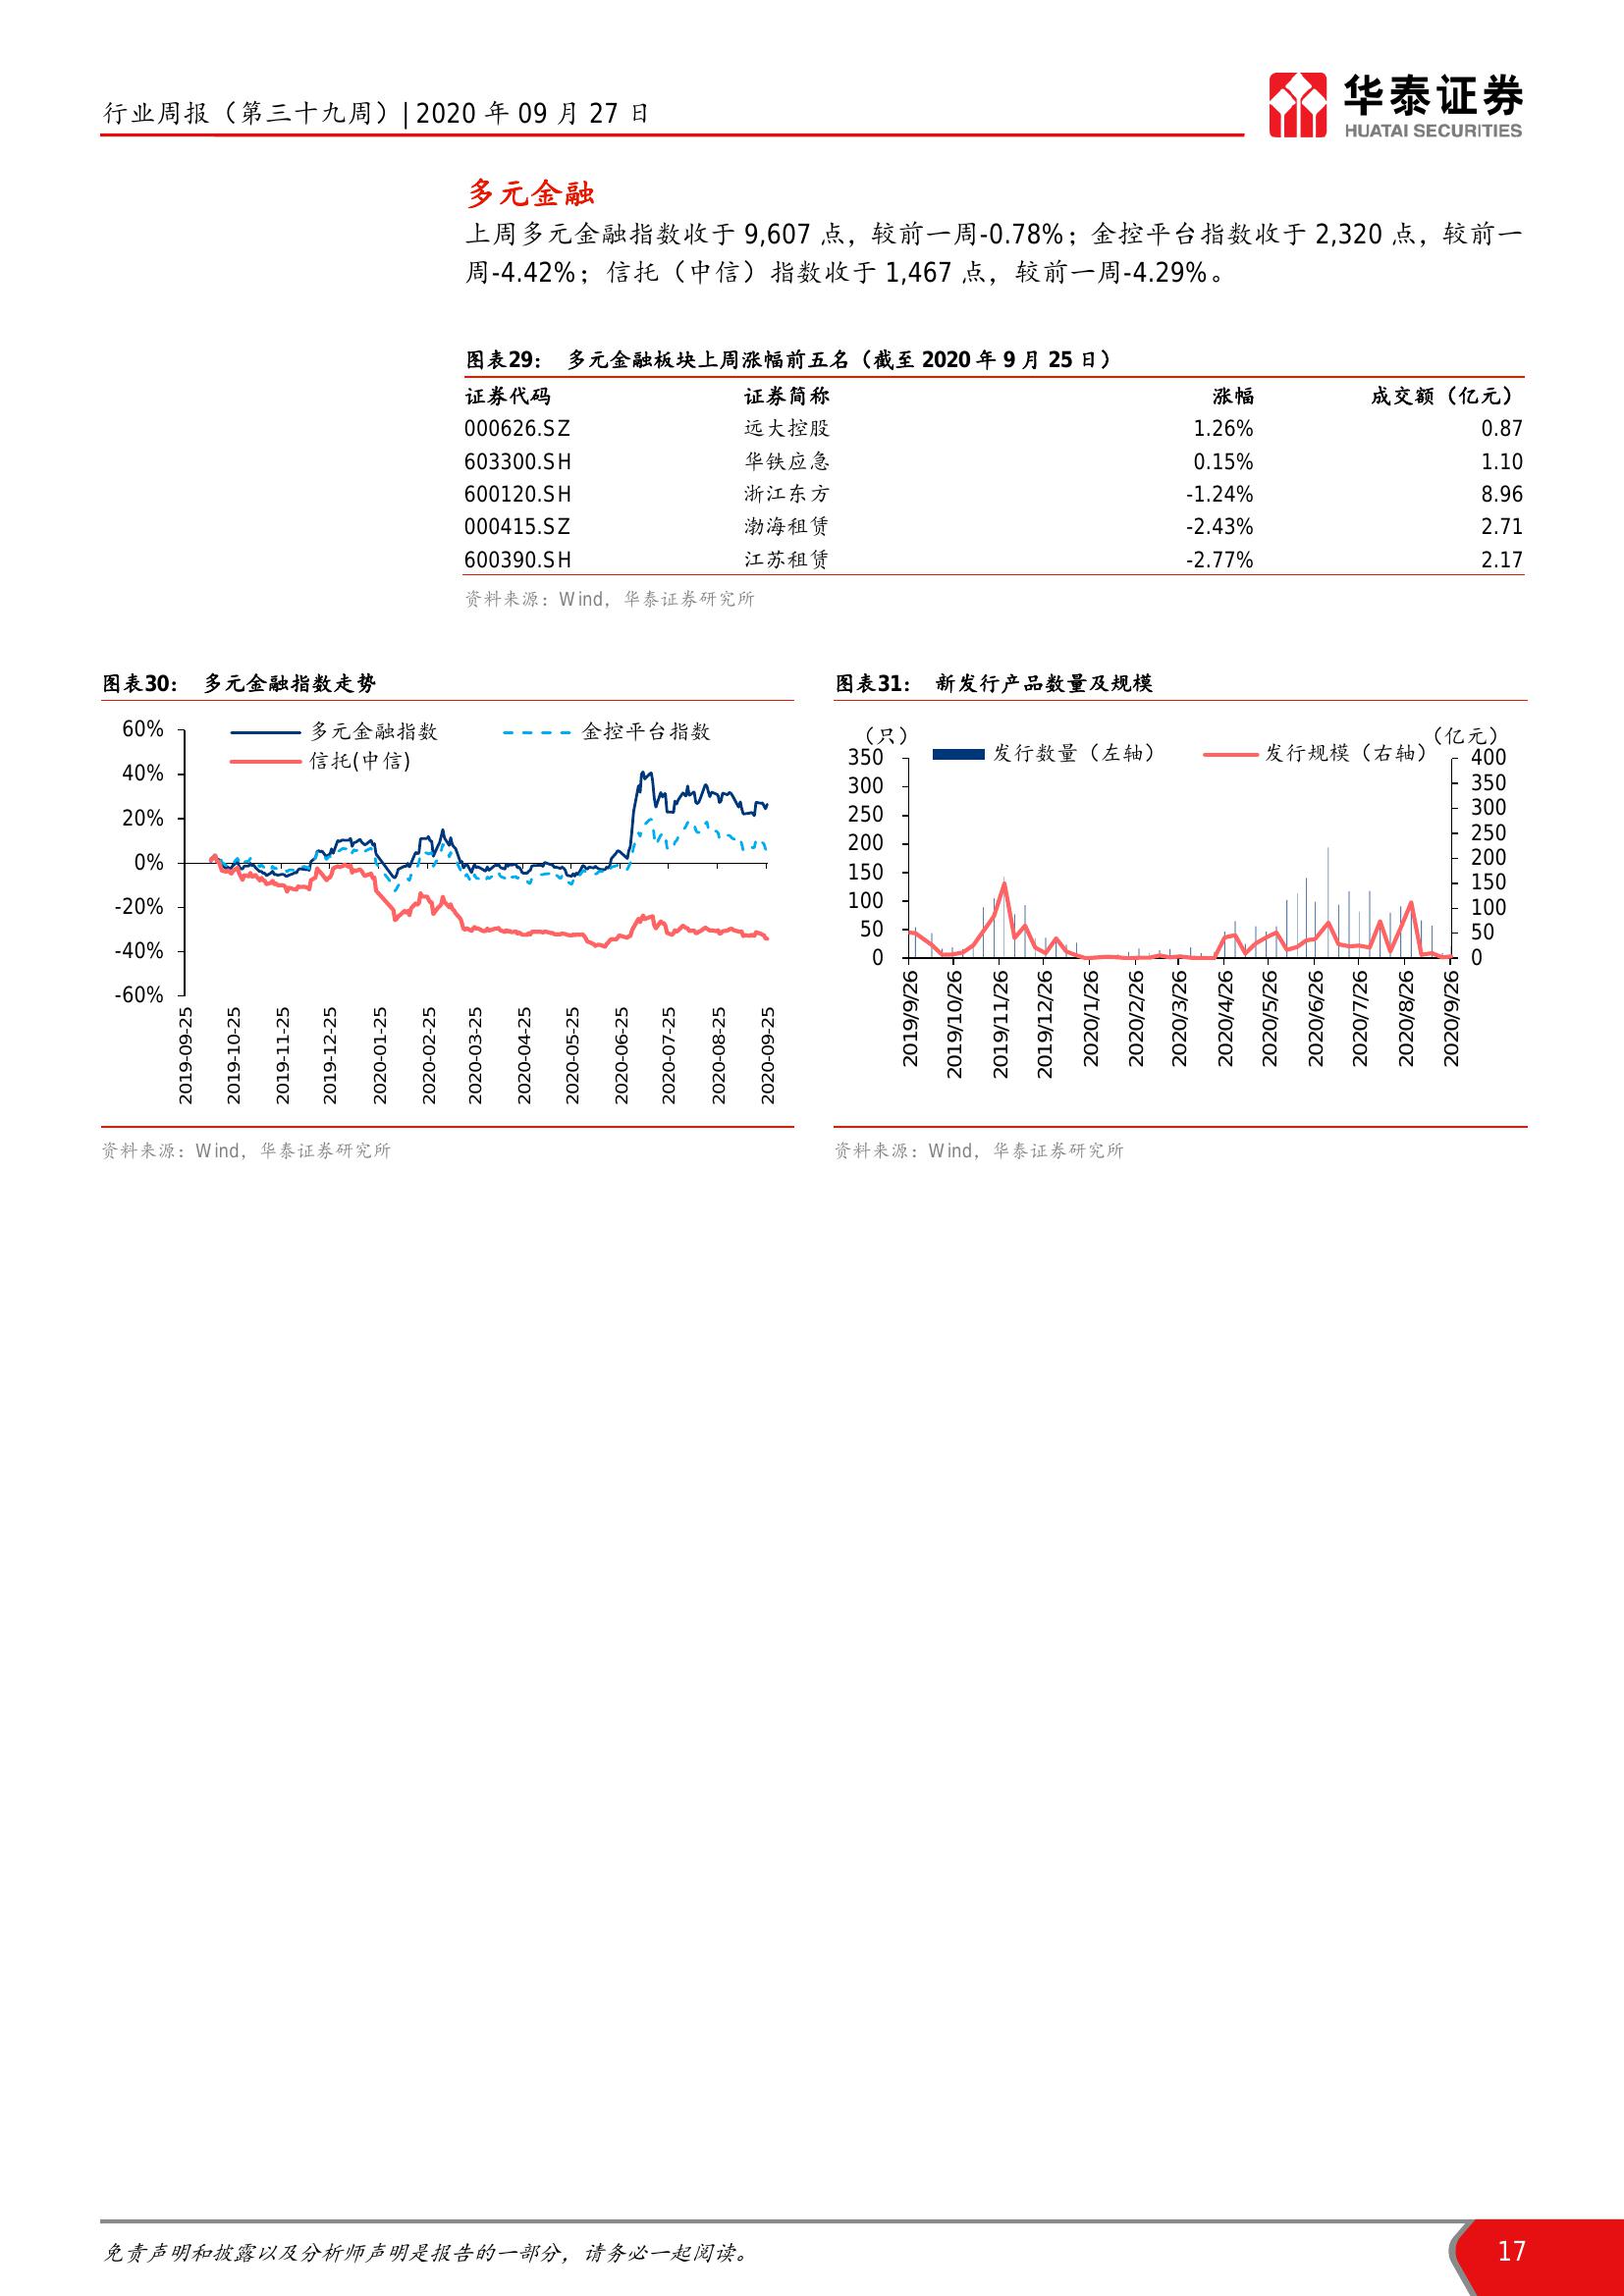 行业周报（第三十九周）| 2020 年 09 月 27 日
华泰证券
HUATAI SECURITIES
多元金融
上周多元金融指数收于 9,607 点，较前一周-0.78%；金控平台指数收于 2,320 点，较前一
周-4.42%；信托（中信）指数收于 1,467 点，较前一周-4.29%。
图表29： 多元金融板块上周涨幅前五名（截至 2020 年 9 月 25 日）
证券代码 证券简称 涨幅 成交额（亿元）
000626.SZ 远大控股 1.26% 0.87
603300.SH 华铁应急 0.15% 1.10
600120.SH 浙江东方 -1.24% 8.96
000415.SZ 渤海租赁 -2.43% 2.71
600390.SH 江苏租赁 -2.77% 2.17
资料来源：Wind，华泰证券研究所
图表30： 多元金融指数走势
多元金融指数 金控平台指数
信托(中信)
60%
40%
20%
0%
-20%
-40%
-60%
2019-09-25
2019-10-25
2019-11-25
2019-12-25
2020-01-25
2020-02-25
2020-03-25
2020-04-25
2020-05-25
2020-06-25
2020-07-25
2020-08-25
2020-09-25
资料来源：Wind，华泰证券研究所
图表31： 新发行产品数量及规模
（只） （亿元）
发行数量（左轴） 发行规模（右轴）
350
300
250
200
150
100
50
0
400
350
300
250
200
150
100
50
0
2019/9/26
2019/10/26
2019/11/26
2019/12/26
2020/1/26
2020/2/26
2020/3/26
2020/4/26
2020/5/26
2020/6/26
2020/7/26
2020/8/26
2020/9/26
资料来源：Wind，华泰证券研究所
免责声明和披露以及分析师声明是报告的一部分，请务必一起阅读。
17